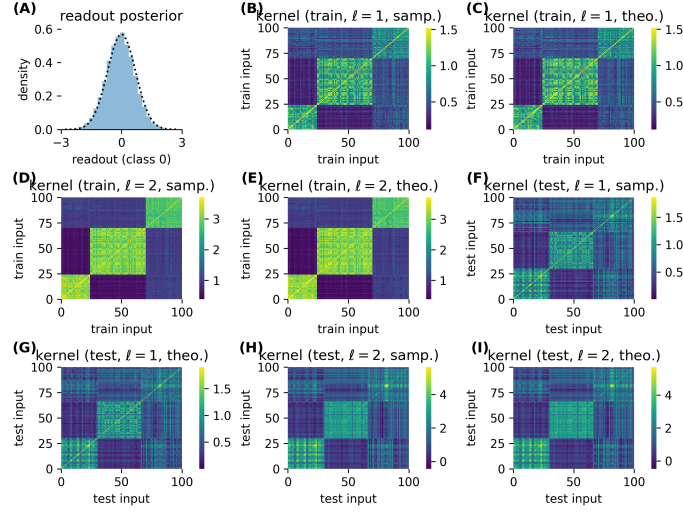 (A)
readout posterior
0.6
0.4
0.2
0.0
density
−3
0
3
readout (class 0)
(B)
kernel (train, ℓ = 1, samp.)
100
75
50
25
0
train input
0
100
train input
1.5
1.0
0.5
(C)
kernel (train, ℓ = 1, theo.)
100
75
50
25
0
train input
0
100
train input
1.5
1.0
0.5
(D)
kernel (train, ℓ = 2, samp.)
100
75
50
25
0
train input
0
50
100
train input
3
2
1
(E)
kernel (train, ℓ = 2, theo.)
100
75
50
25
0
train input
0
50
100
train input
3
2
1
(F)
kernel (test, ℓ = 1, samp.)
100
75
50
25
0
test input
0
50
100
test input
1.5
1.0
0.5
(G)
kernel (test, ℓ = 1, theo.)
100
75
50
25
0
test input
0
50
100
test input
1.5
1.0
0.5
(H)
kernel (test, ℓ = 2, samp.)
100
75
50
25
0
test input
0
50
100
test input
4
2
0
(I)
kernel (test, ℓ = 2, theo.)
100
75
50
25
0
test input
0
50
100
test input
4
2
0